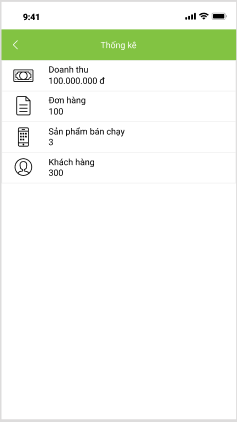 9:41
Thống kê
Doanh thu
100.000.000 đ
Đơn hàng
100
Sản phẩm bán chạy
3
Khách hàng
300